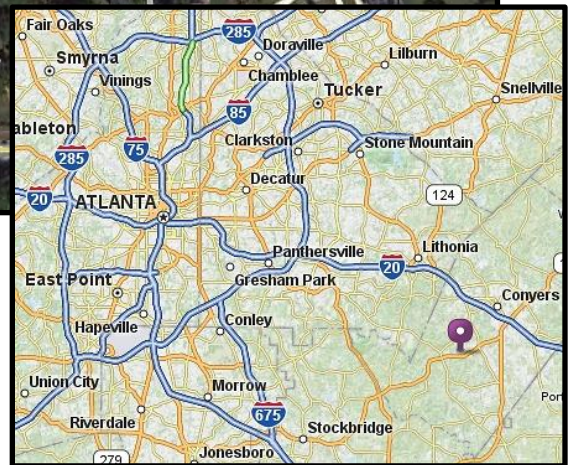 Fair Oaks
285
Doraville
Lilburn
Smyrna
Chamblee
Vinings
Tucker
Snellville
85
ableton
75
Clarkston
285
Stone Mountain
Decatur
20
ATLANTA
124
Panthersville
Lithonia
20
East Point
Gresham Park
Conyers
Hapeville
Conley
Union City
Morrow
675
Riverdale
Stockbridge
279
Jonesboro